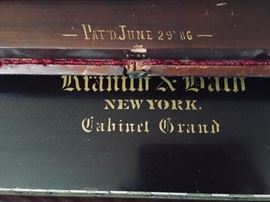 PAT'D JUNE 29' 86
Kranich & Bach
NEW YORK.
Cabinet Grand